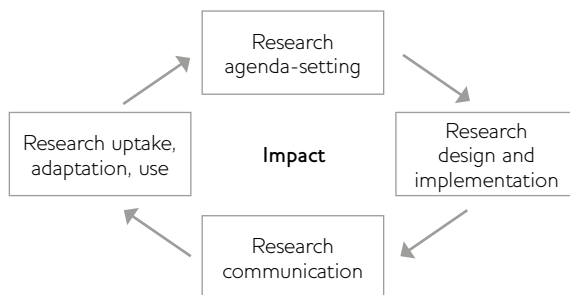 Research
agenda-setting
Research uptake,
adaptation, use
Impact
Research
design and
implementation
Research
communication